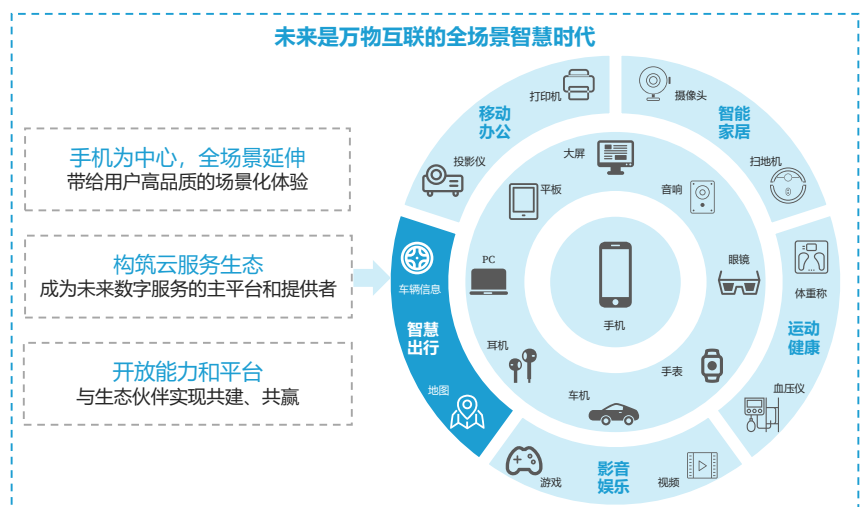 未来是万物互联的全场景智慧时代
手机为中心，全场景延伸
带给用户高品质的场景化体验
构筑云服务生态
成为未来数字服务的主平台和提供者
开放能力和平台
与生态伙伴实现共建、共赢
移动
办公
打印机
投影仪
智能
家居
摄像头
扫地机
运动
健康
体重称
血压仪
影音
娱乐
游戏
视频
智慧
出行
车辆信息
地图
大屏
音响
眼镜
手表
车机
耳机
PC
平板
手机